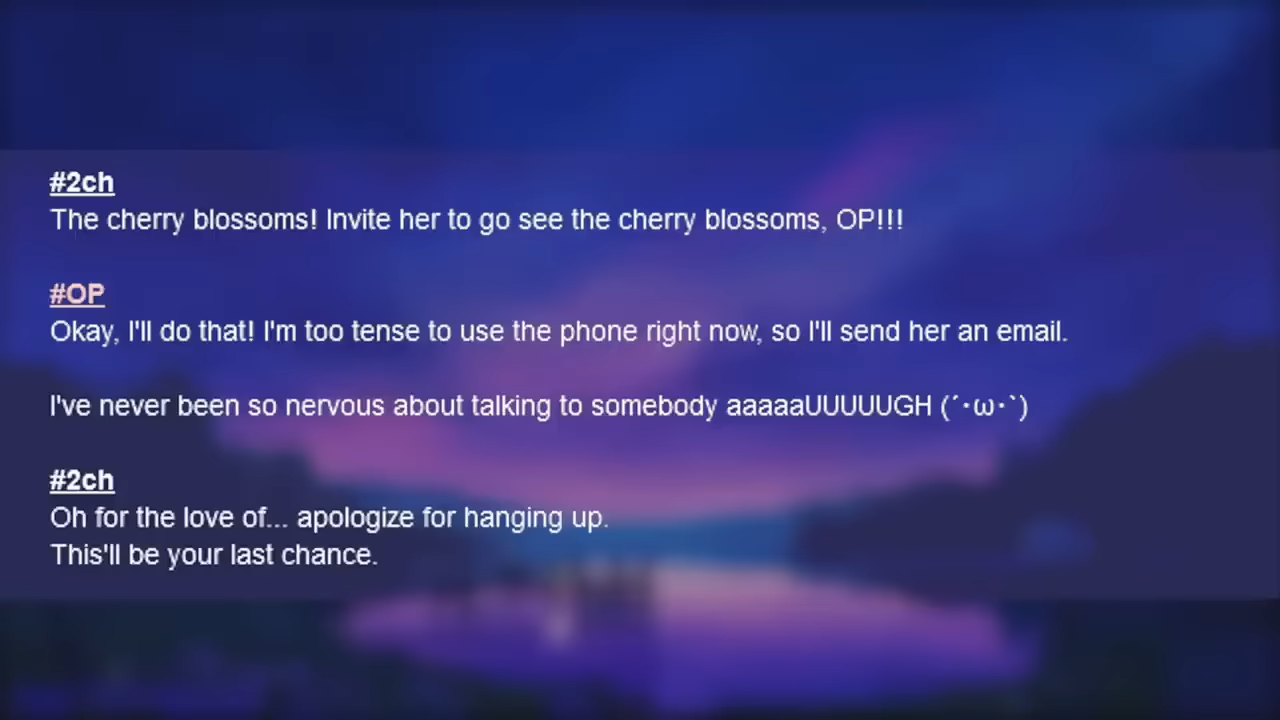 #2ch
The cherry blossoms! Invite her to go see the cherry blossoms, OP!!!
#OP
Okay, I'll do that! I'm too tense to use the phone right now, so I'll send her an email.
I've never been so nervous about talking to somebody aaaaaUUUUUGH (´･ω･`)
#2ch
Oh for the love of... apologize for hanging up.
This'll be your last chance.